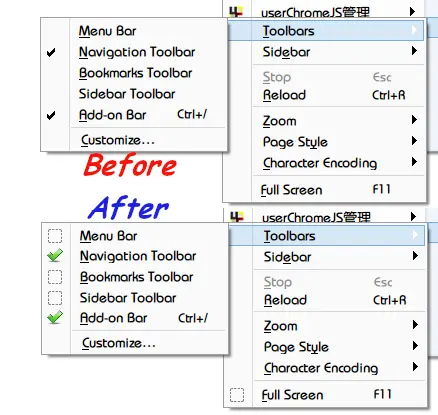 userChromeJS管理
Menu Bar
Toolbars
Navigation Toolbar
Sidebar
Bookmarks Toolbar
Stop Esc
Sidebar Toolbar
Reload Ctrl+R
Add-on Bar Ctrl+/
Zoom
Customize...
Page Style
Before
Character Encoding
Full Screen F11
After
userChromeJS管理
Menu Bar
Toolbars
Navigation Toolbar
Sidebar
Bookmarks Toolbar
Stop Esc
Sidebar Toolbar
Reload Ctrl+R
Add-on Bar Ctrl+/
Zoom
Customize...
Page Style
Character Encoding
Full Screen F11